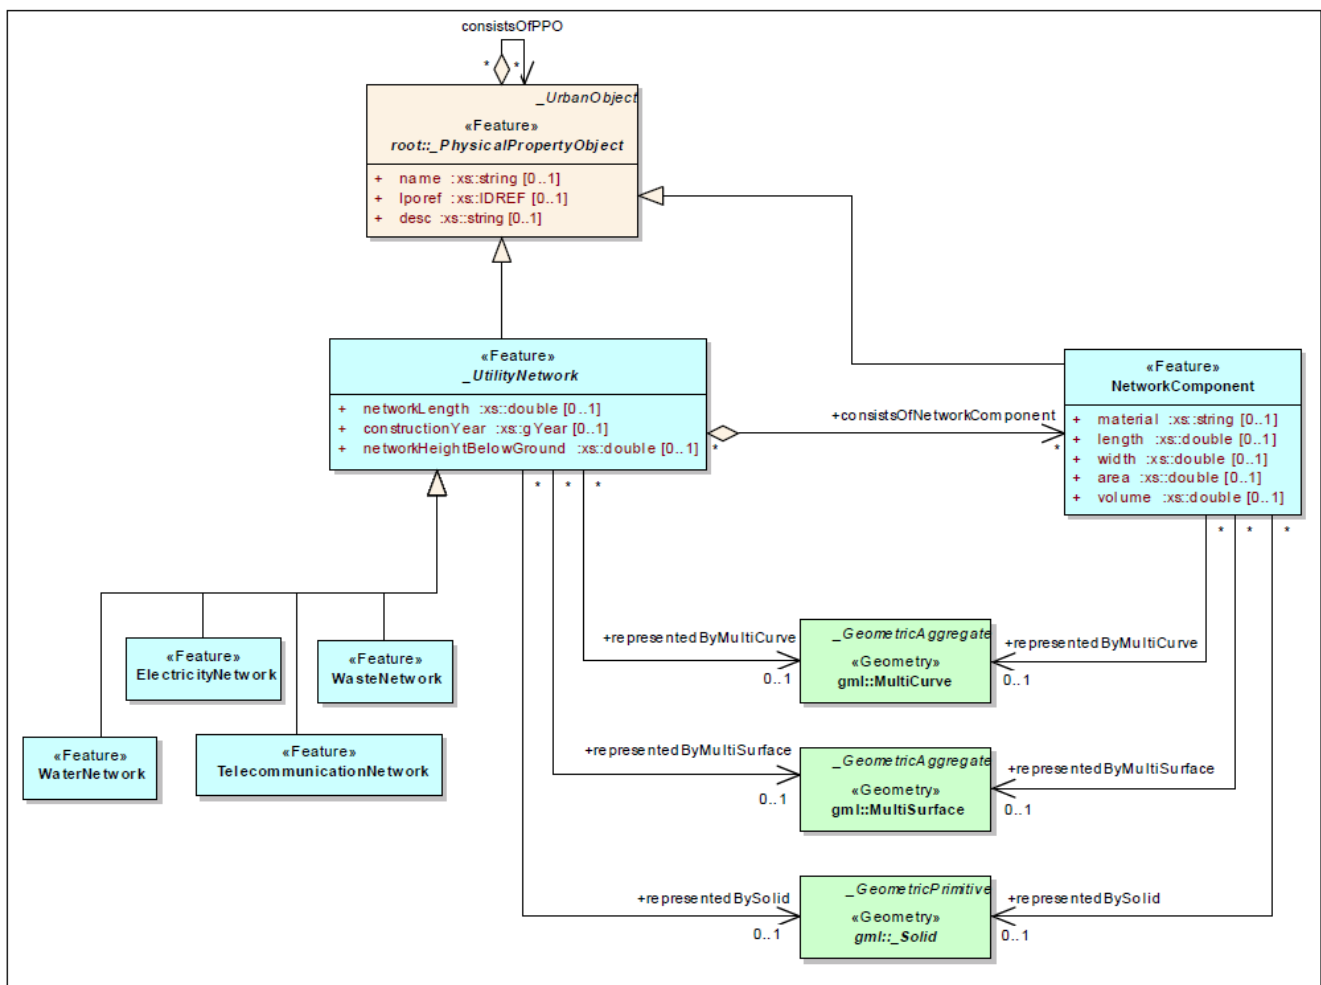 consistsOfPPO
* *
_UrbanObject
«Feature»
root::_PhysicalPropertyObject
+ name :xs::string [0..1]
+ lporef :xs::IDREF [0..1]
+ desc :xs::string [0..1]
«Feature»
_UtilityNetwork
+ networkLength :xs::double [0..1]
+ constructionYear :xs::gYear [0..1]
+ networkHeightBelowGround :xs::double [0..1]
«Feature»
NetworkComponent
+ material :xs::string [0..1]
+ length :xs::double [0..1]
+ width :xs::double [0..1]
+ area :xs::double [0..1]
+ volume :xs::double [0..1]
+consistsOfNetworkComponent
* *
* * *
* * *
«Feature»
ElectricityNetwork
«Feature»
WasteNetwork
«Feature»
WaterNetwork
«Feature»
TelecommunicationNetwork
+representedByMultiCurve
0..1
_GeometricAggregate
«Geometry»
gml::MultiCurve
+representedByMultiCurve
0..1
+representedByMultiSurface
0..1
_GeometricAggregate
«Geometry»
gml::MultiSurface
+representedByMultiSurface
0..1
+representedBySolid
0..1
_GeometricPrimitive
«Geometry»
gml::_Solid
+representedBySolid
0..1